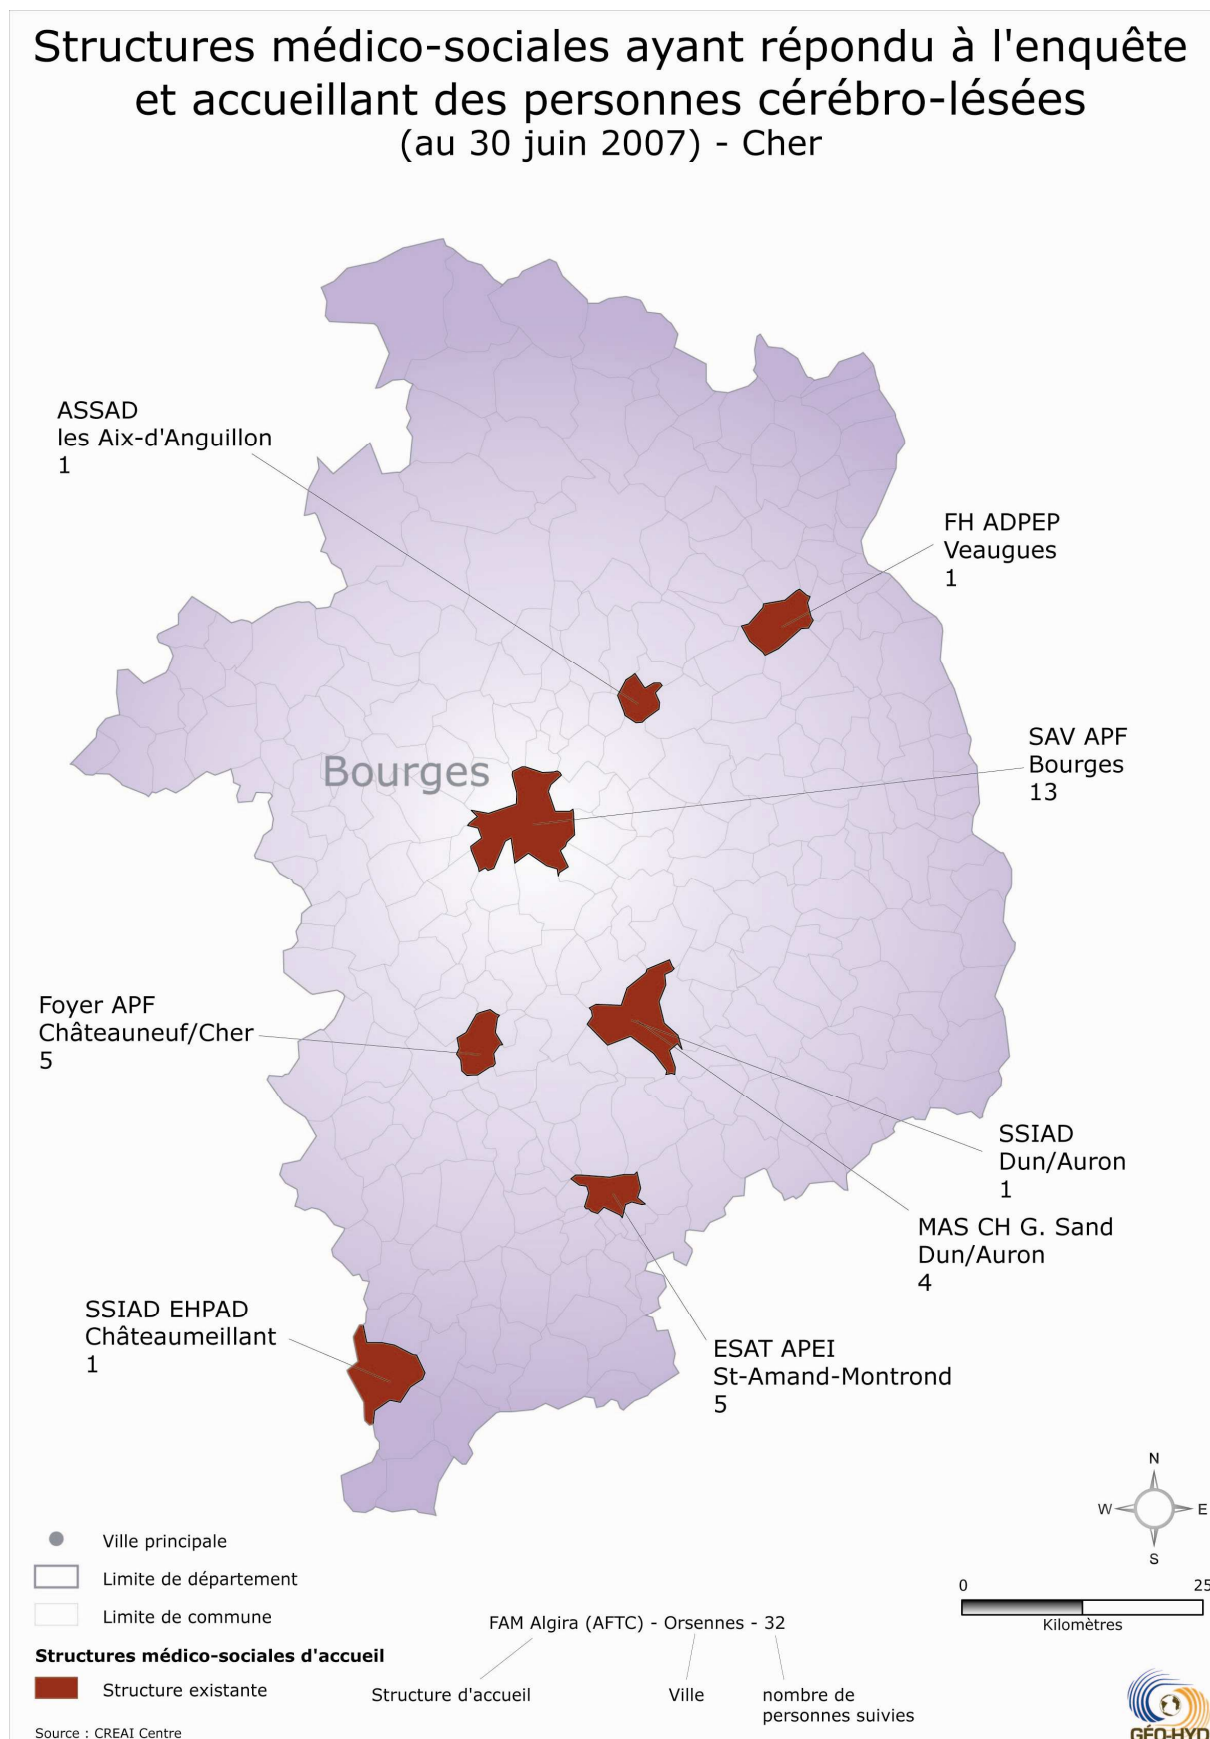 Structures médico-sociales ayant répondu à l'enquête
et accueillant des personnes cérébro-lésées
(au 30 juin 2007) - Cher
ASSAD
les Aix-d'Anguillon
1
FH ADPEP
Veaugues
1
SAV APF
Bourges
13
Bourges
Foyer APF
Châteauneuf/Cher
5
SSIAD
Dun/Auron
1
MAS CH G. Sand
Dun/Auron
4
SSIAD EHPAD
Châteaumeillant
1
ESAT APEI
St-Amand-Montrond
5
N
W
E
S
0
25
Kilomètres
Ville principale
Limite de département
Limite de commune
Structures médico-sociales d'accueil
Structure existante
Source : CREAI Centre
FAM Algira (AFTC) - Orsennes - 32
Structure d'accueil
Ville
nombre de
personnes suivies
GÉO-HYD